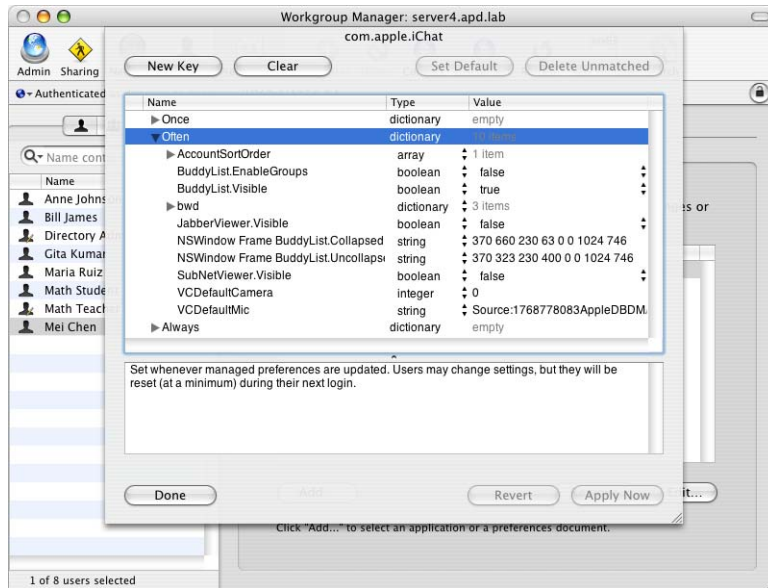 Workgroup Manager: server4.apd.lab
com.apple.iChat
Admin Sharing
New Key Clear Set Default Delete Unmatched
Authenticated
Name Type Value
Once dictionary empty
Often dictionary 10 items
AccountSortOrder array 1 item
BuddyList.EnableGroups boolean false
BuddyList.Visible boolean true
bwd dictionary 3 items
JabberViewer.Visible boolean false
NSWindow Frame BuddyList.Collapsed string 370 660 230 63 0 0 1024 746
NSWindow Frame BuddyList.Uncollapse string 370 323 230 400 0 0 1024 746
SubNetViewer.Visible boolean false
VCDefaultCamera integer 0
VCDefaultMic string Source:1768778083AppleDBDM
Always dictionary empty
Name cont
Name
Anne Johns
Bill James
Directory A
Gita Kumar
Maria Ruiz
Math Stude
Math Teach
Mei Chen
es or
Set whenever managed preferences are updated. Users may change settings, but they will be
reset (at a minimum) during their next login.
Done Add... Revert Apply Now it...
Click "Add..." to select an application or a preferences document.
1 of 8 users selected